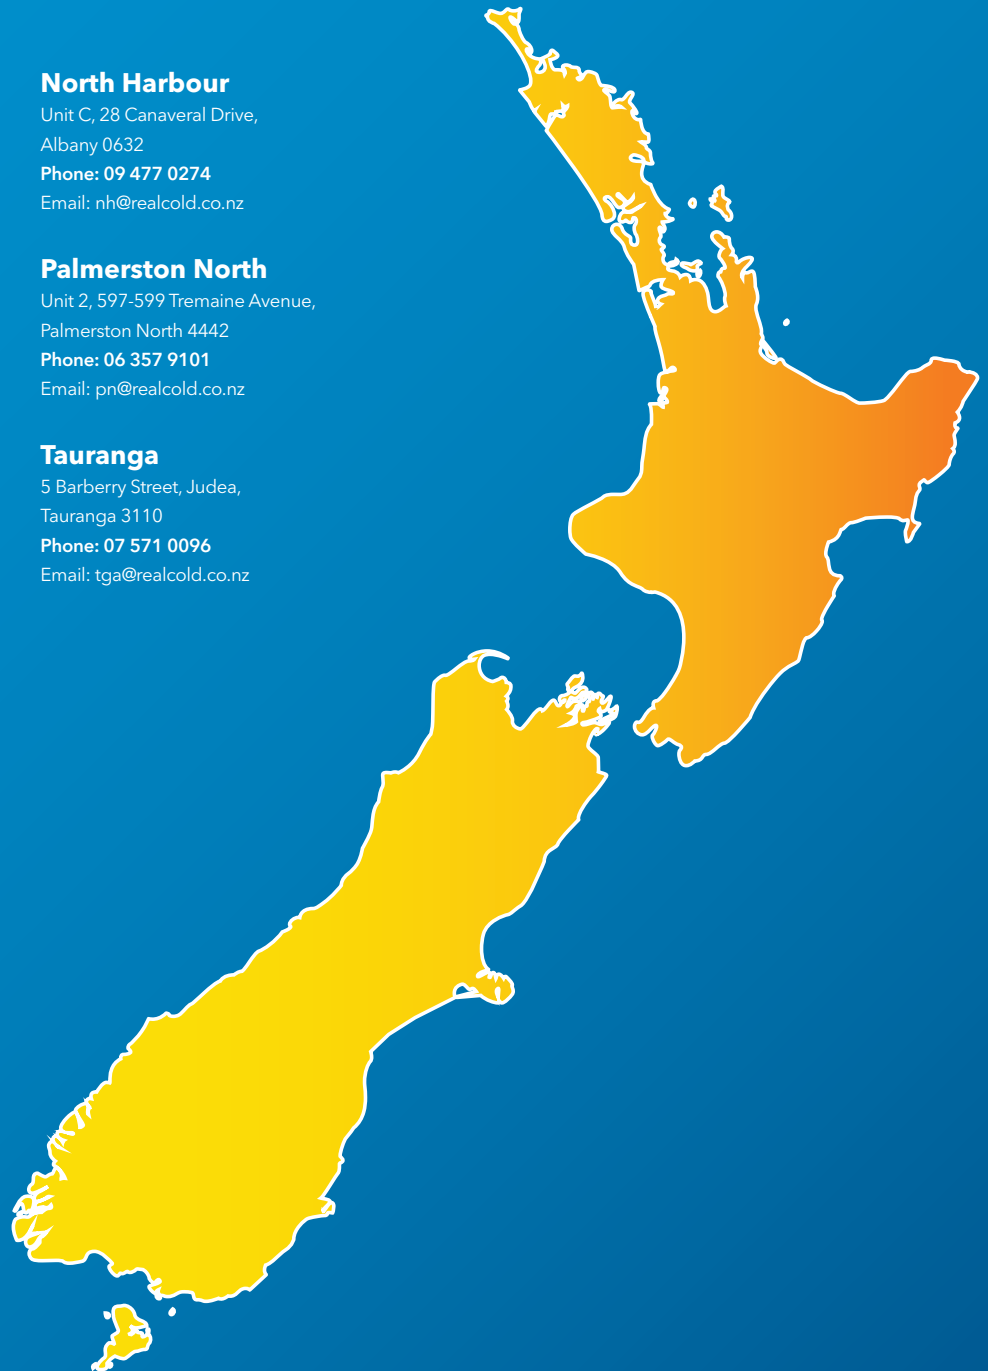 North Harbour
Unit C, 28 Canaveral Drive,
Albany 0632
Phone: 09 477 0274
Email: nh@realcold.co.nz
Palmerston North
Unit 2, 597-599 Tremaine Avenue,
Palmerston North 4442
Phone: 06 357 9101
Email: pn@realcold.co.nz
Tauranga
5 Barberry Street, Judea,
Tauranga 3110
Phone: 07 571 0096
Email: tga@realcold.co.nz